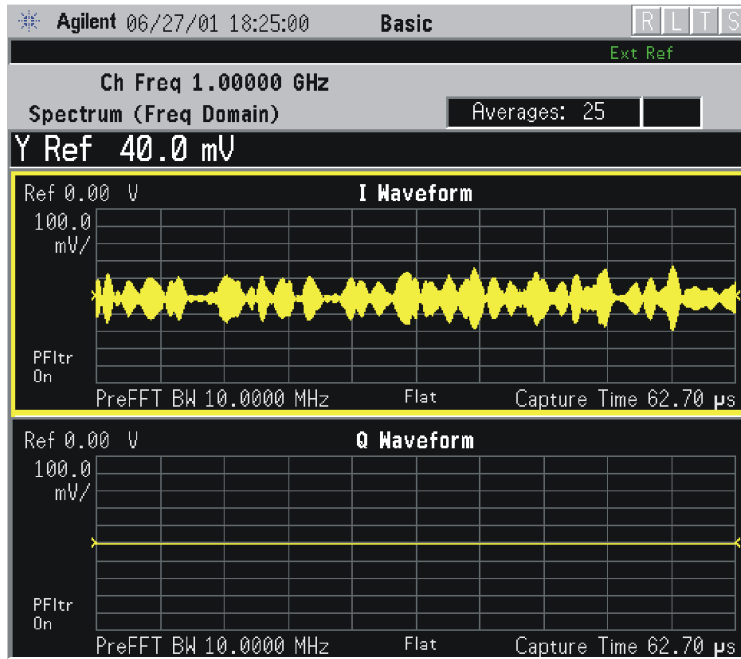 Agilent 06/27/01 18:25:00 Basic R L T S
Ext Ref
Ch Freq 1.00000 GHz
Spectrum (Freq Domain) Averages: 25
Y Ref 40.0 mV
Ref 0.00 V I Waveform
100.0
mV/
PFltr
On
PreFFT BW 10.0000 MHz Flat Capture Time 62.70 µs
Ref 0.00 V Q Waveform
100.0
mV/
PFltr
On
PreFFT BW 10.0000 MHz Flat Capture Time 62.70 µs